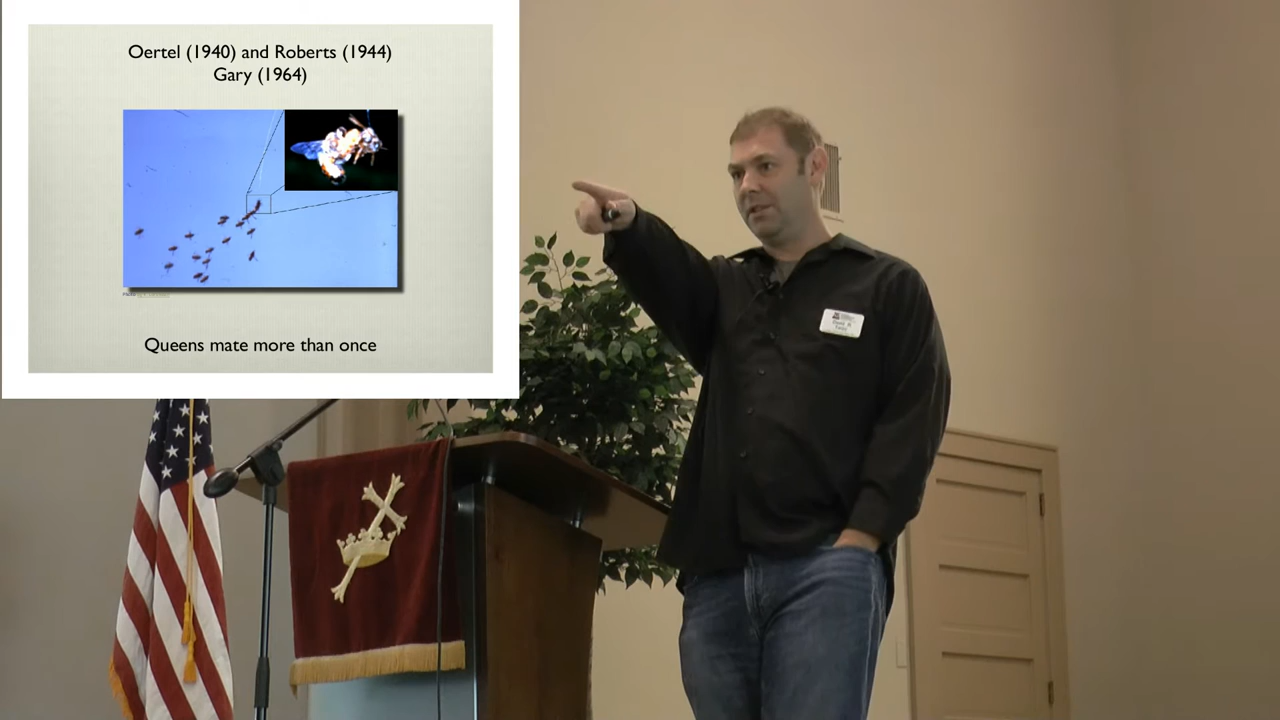 Oertel (1940) and Roberts (1944)
Gary (1964)
Queens mate more than once